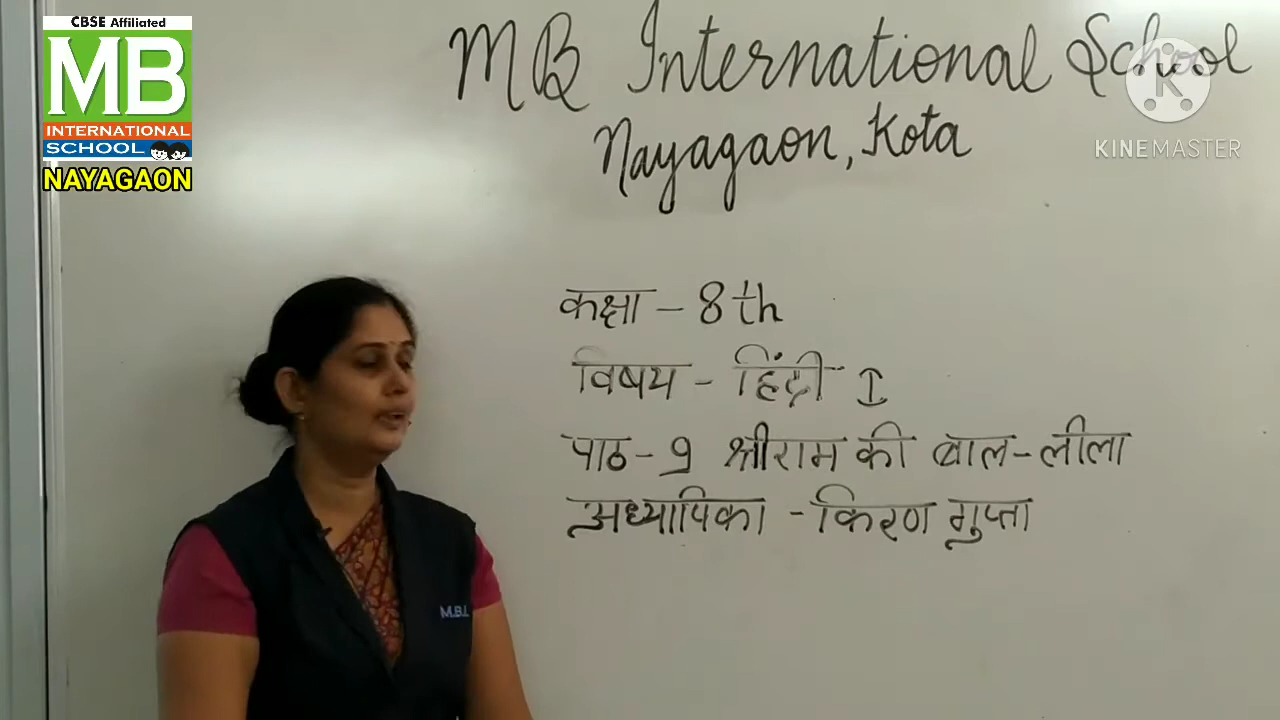 CBSE Affiliated
MB
INTERNATIONAL
SCHOOL
NAYAGAON
MB International School
Nayagaon, Kota
KINEMASTER
कक्षा - 8th
विषय - हिंदी I
पाठ - 9 श्रीराम की बाल-लीला
अध्यापिका - किरण गुप्ता
M.B.I.